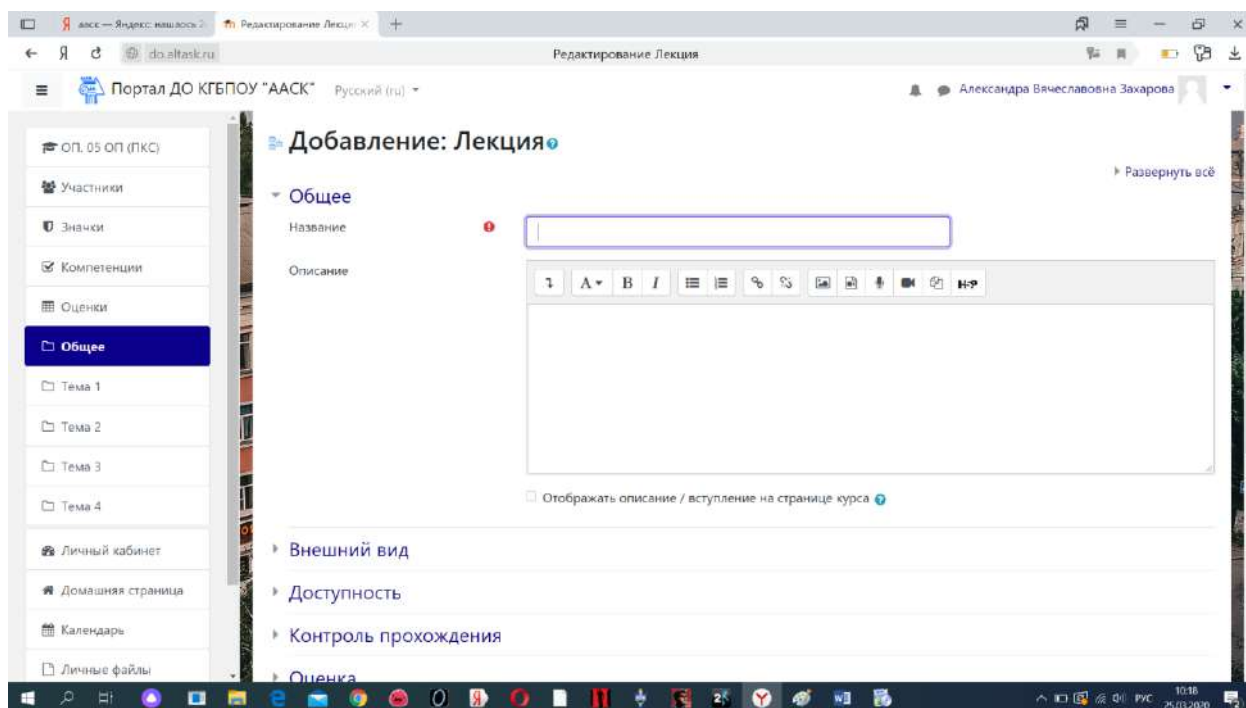 ааск — Яндекс: нашлось 2
Редактирование Лекция
do.altask.ru
Редактирование Лекция
Портал ДО КГБПОУ "ААСК"
Русский (ru)
Александра Вячеславовна Захарова
ОП. 05 ОП (ПКС)
Участники
Значки
Компетенции
Оценки
Общее
Тема 1
Тема 2
Тема 3
Тема 4
Личный кабинет
Домашняя страница
Календарь
Личные файлы
Добавление: Лекция
Развернуть всё
Общее
Название
Описание
A B I H-P
Отображать описание / вступление на странице курса
Внешний вид
Доступность
Контроль прохождения
Оценка
РУС
10:18
25.03.2020